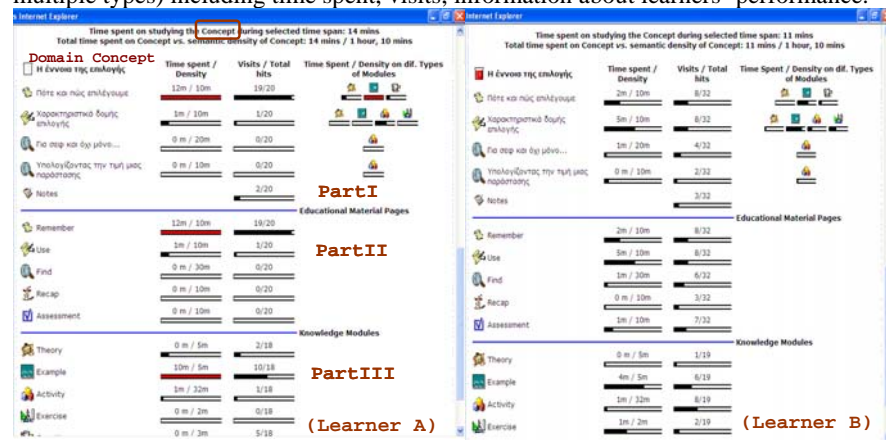 multiple types) including time spent, visits, information about learners' performance.
s Internet Explorer
Time spent on studying the Concept during selected time span: 14 mins
Total time spent on Concept vs. semantic density of Concept: 14 mins / 1 hour, 10 mins
Domain Concept
Η έννοια της επιλογής
Time spent / Density
Visits / Total hits
Time Spent / Density on dif. Types of Modules
Πότε και πώς επιλέγουμε 12m / 10m 19/20
Χαρακτηριστικά δομής επιλογής 1m / 10m 1/20
Για σεφ και όχι μόνο... 0 m / 20m 0/20
Υπολογίζοντας την τιμή μιας παράστασης 0 m / 10m 0/20
Notes 2/20
PartI
Educational Material Pages
Remember 12m / 10m 19/20
Use 1m / 10m 1/20
PartII
Find 0 m / 30m 0/20
Recap 0 m / 10m 0/20
Assessment 0 m / 10m 0/20
Knowledge Modules
Theory 0 m / 5m 2/18
Example 10m / 5m 10/18
PartIII
Activity 1m / 32m 1/18
Exercise 0 m / 2m 0/18
(Learner A)
0 m / 3m 5/18
Internet Explorer
Time spent on studying the Concept during selected time span: 11 mins
Total time spent on Concept vs. semantic density of Concept: 11 mins / 1 hour, 10 mins
Η έννοια της επιλογής
Time spent / Density
Visits / Total hits
Time Spent / Density on dif. Types of Modules
Πότε και πώς επιλέγουμε 2m / 10m 8/32
Χαρακτηριστικά δομής επιλογής 5m / 10m 8/32
Για σεφ και όχι μόνο... 1m / 20m 4/32
Υπολογίζοντας την τιμή μιας παράστασης 0 m / 10m 2/32
Notes 3/32
Educational Material Pages
Remember 2m / 10m 8/32
Use 5m / 10m 8/32
Find 1m / 30m 6/32
Recap 0 m / 10m 3/32
Assessment 1m / 10m 7/32
Knowledge Modules
Theory 0 m / 5m 1/19
Example 4m / 5m 6/19
Activity 1m / 32m 8/19
Exercise 1m / 2m 2/19
(Learner B)